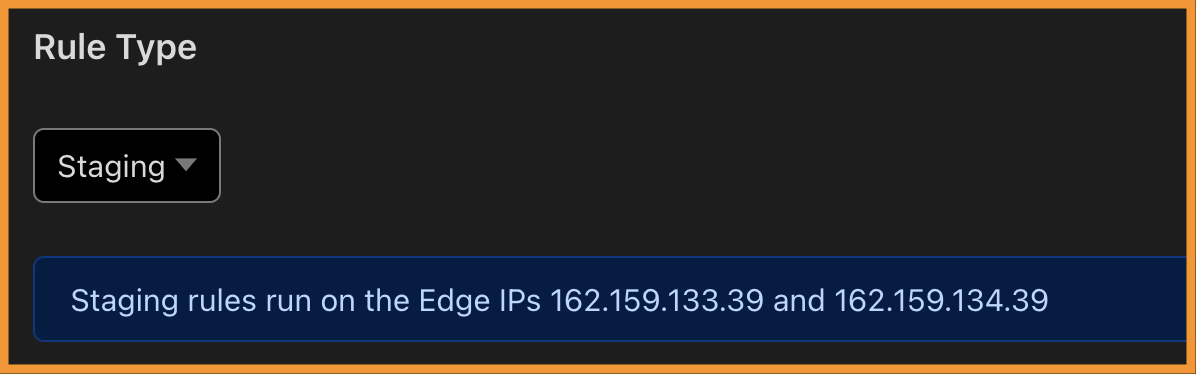 Rule Type
Staging
Staging rules run on the Edge IPs 162.159.133.39 and 162.159.134.39